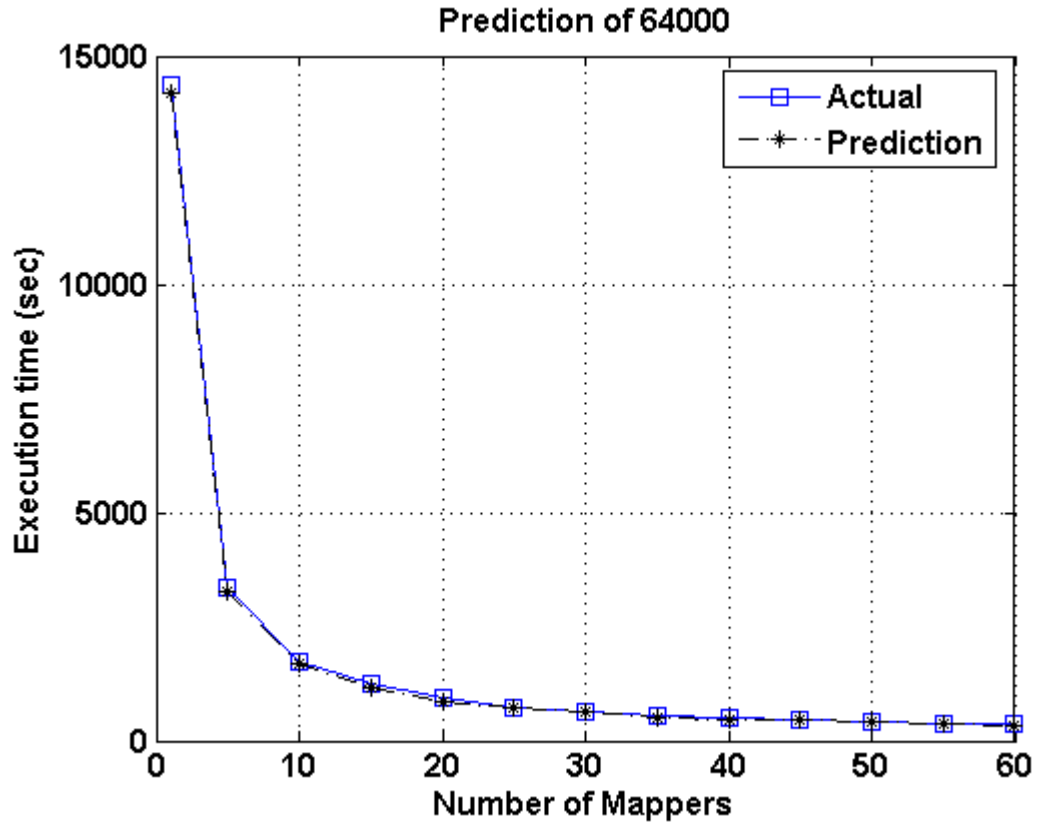 Prediction of 64000
15000
10000
5000
0
Execution time (sec)
Actual
Prediction
0 10 20 30 40 50 60
Number of Mappers